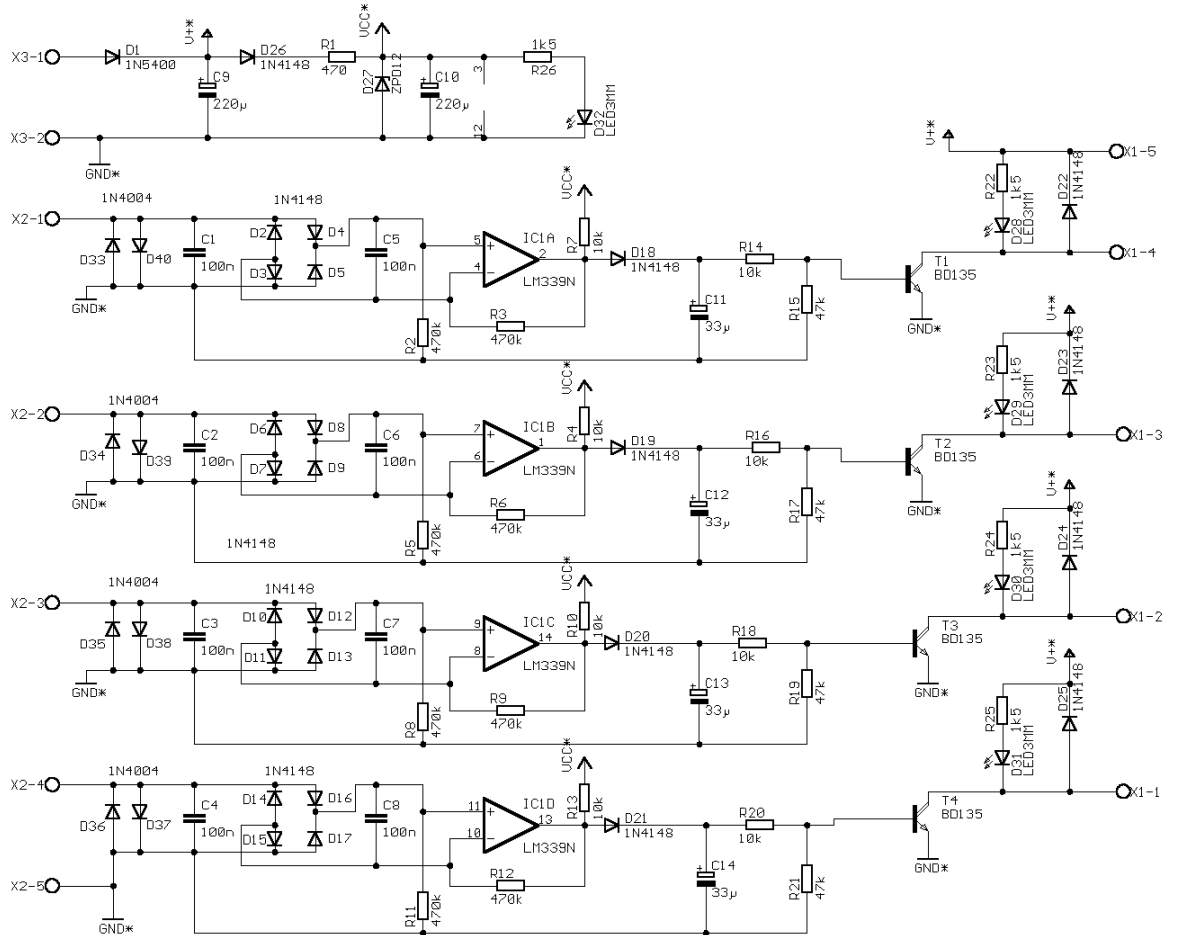 X3-1
D1
1N5400
V+*
C9
220µ
D26
1N4148
R1
470
VCC*
D27
ZPD12
C10
220µ
3
12
1k5
R26
D32
LED3MM
X3-2
GND*
V+*
X1-5
R22
1k5
D28
LED3MM
D22
1N4148
X1-4
1N4004
1N4148
X2-1
D33
D40
C1
100n
D2
D3
D4
D5
C5
100n
GND*
R2
470k
5
4
IC1A
2
LM339N
R3
470k
VCC*
R7
10k
D18
1N4148
C11
33µ
R14
10k
R15
47k
T1
BD135
GND*
V+*
R23
1k5
D29
LED3MM
D23
1N4148
X1-3
1N4004
X2-2
D34
D39
C2
100n
D6
D7
D8
D9
C6
100n
GND*
1N4148
R5
470k
7
6
IC1B
1
LM339N
R6
470k
VCC*
R4
10k
D19
1N4148
C12
33µ
R16
10k
R17
47k
T2
BD135
GND*
V+*
R24
1k5
D30
LED3MM
D24
1N4148
X1-2
1N4004
1N4148
X2-3
D35
D38
C3
100n
D10
D11
D12
D13
C7
100n
GND*
R8
470k
9
8
IC1C
14
LM339N
R9
470k
VCC*
R10
10k
D20
1N4148
C13
33µ
R18
10k
R19
47k
T3
BD135
GND*
V+*
R25
1k5
D31
LED3MM
D25
1N4148
X1-1
1N4004
1N4148
X2-4
D36
D37
C4
100n
D14
D15
D16
D17
C8
100n
X2-5
GND*
R11
470k
11
10
IC1D
13
LM339N
R12
470k
VCC*
R13
10k
D21
1N4148
C14
33µ
R20
10k
R21
47k
T4
BD135
GND*